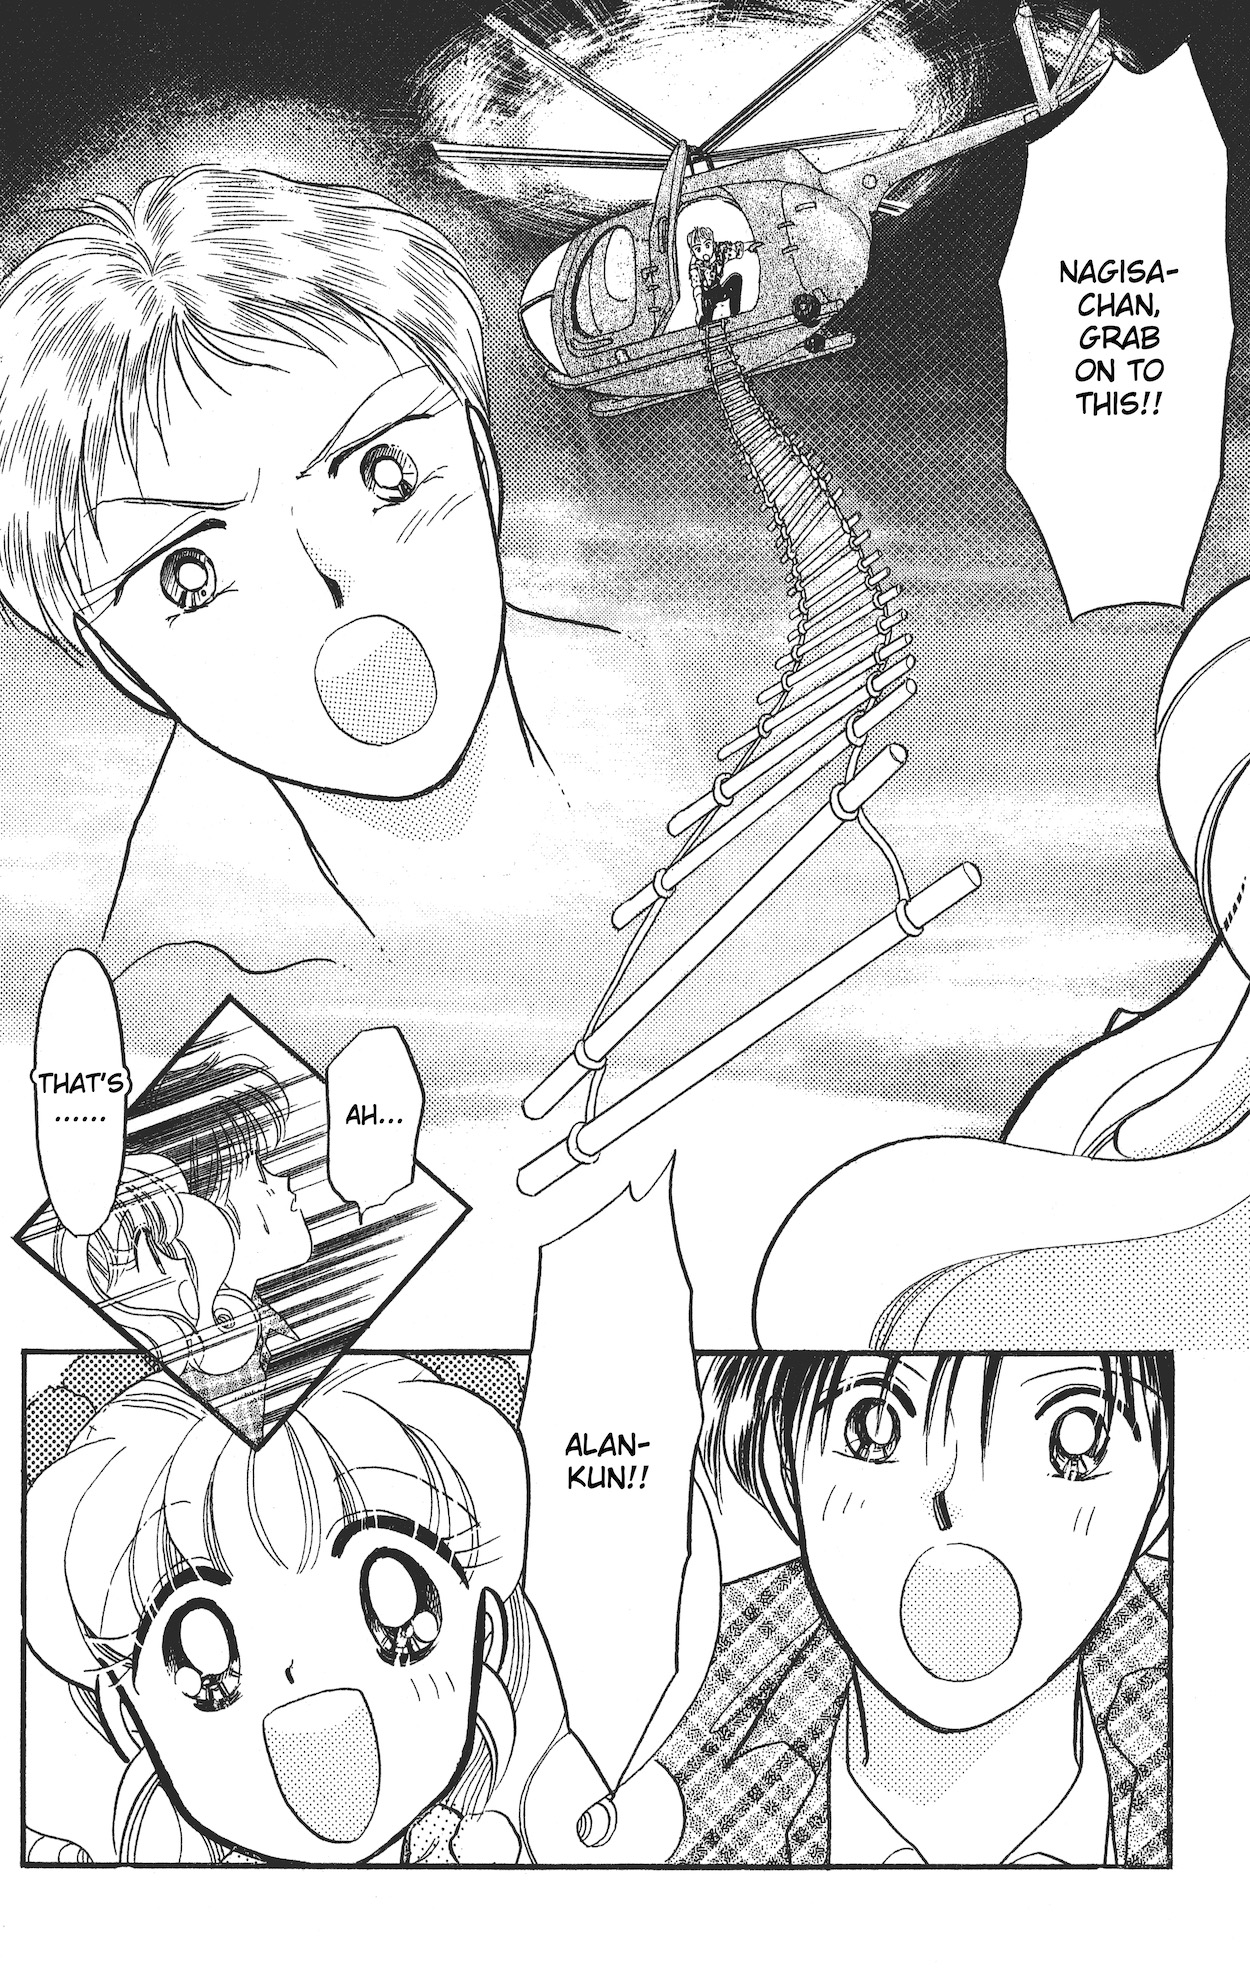 NAGISA-
CHAN,
GRAB
ON TO
THIS!!
AH...
THAT'S
......
ALAN-
KUN!!